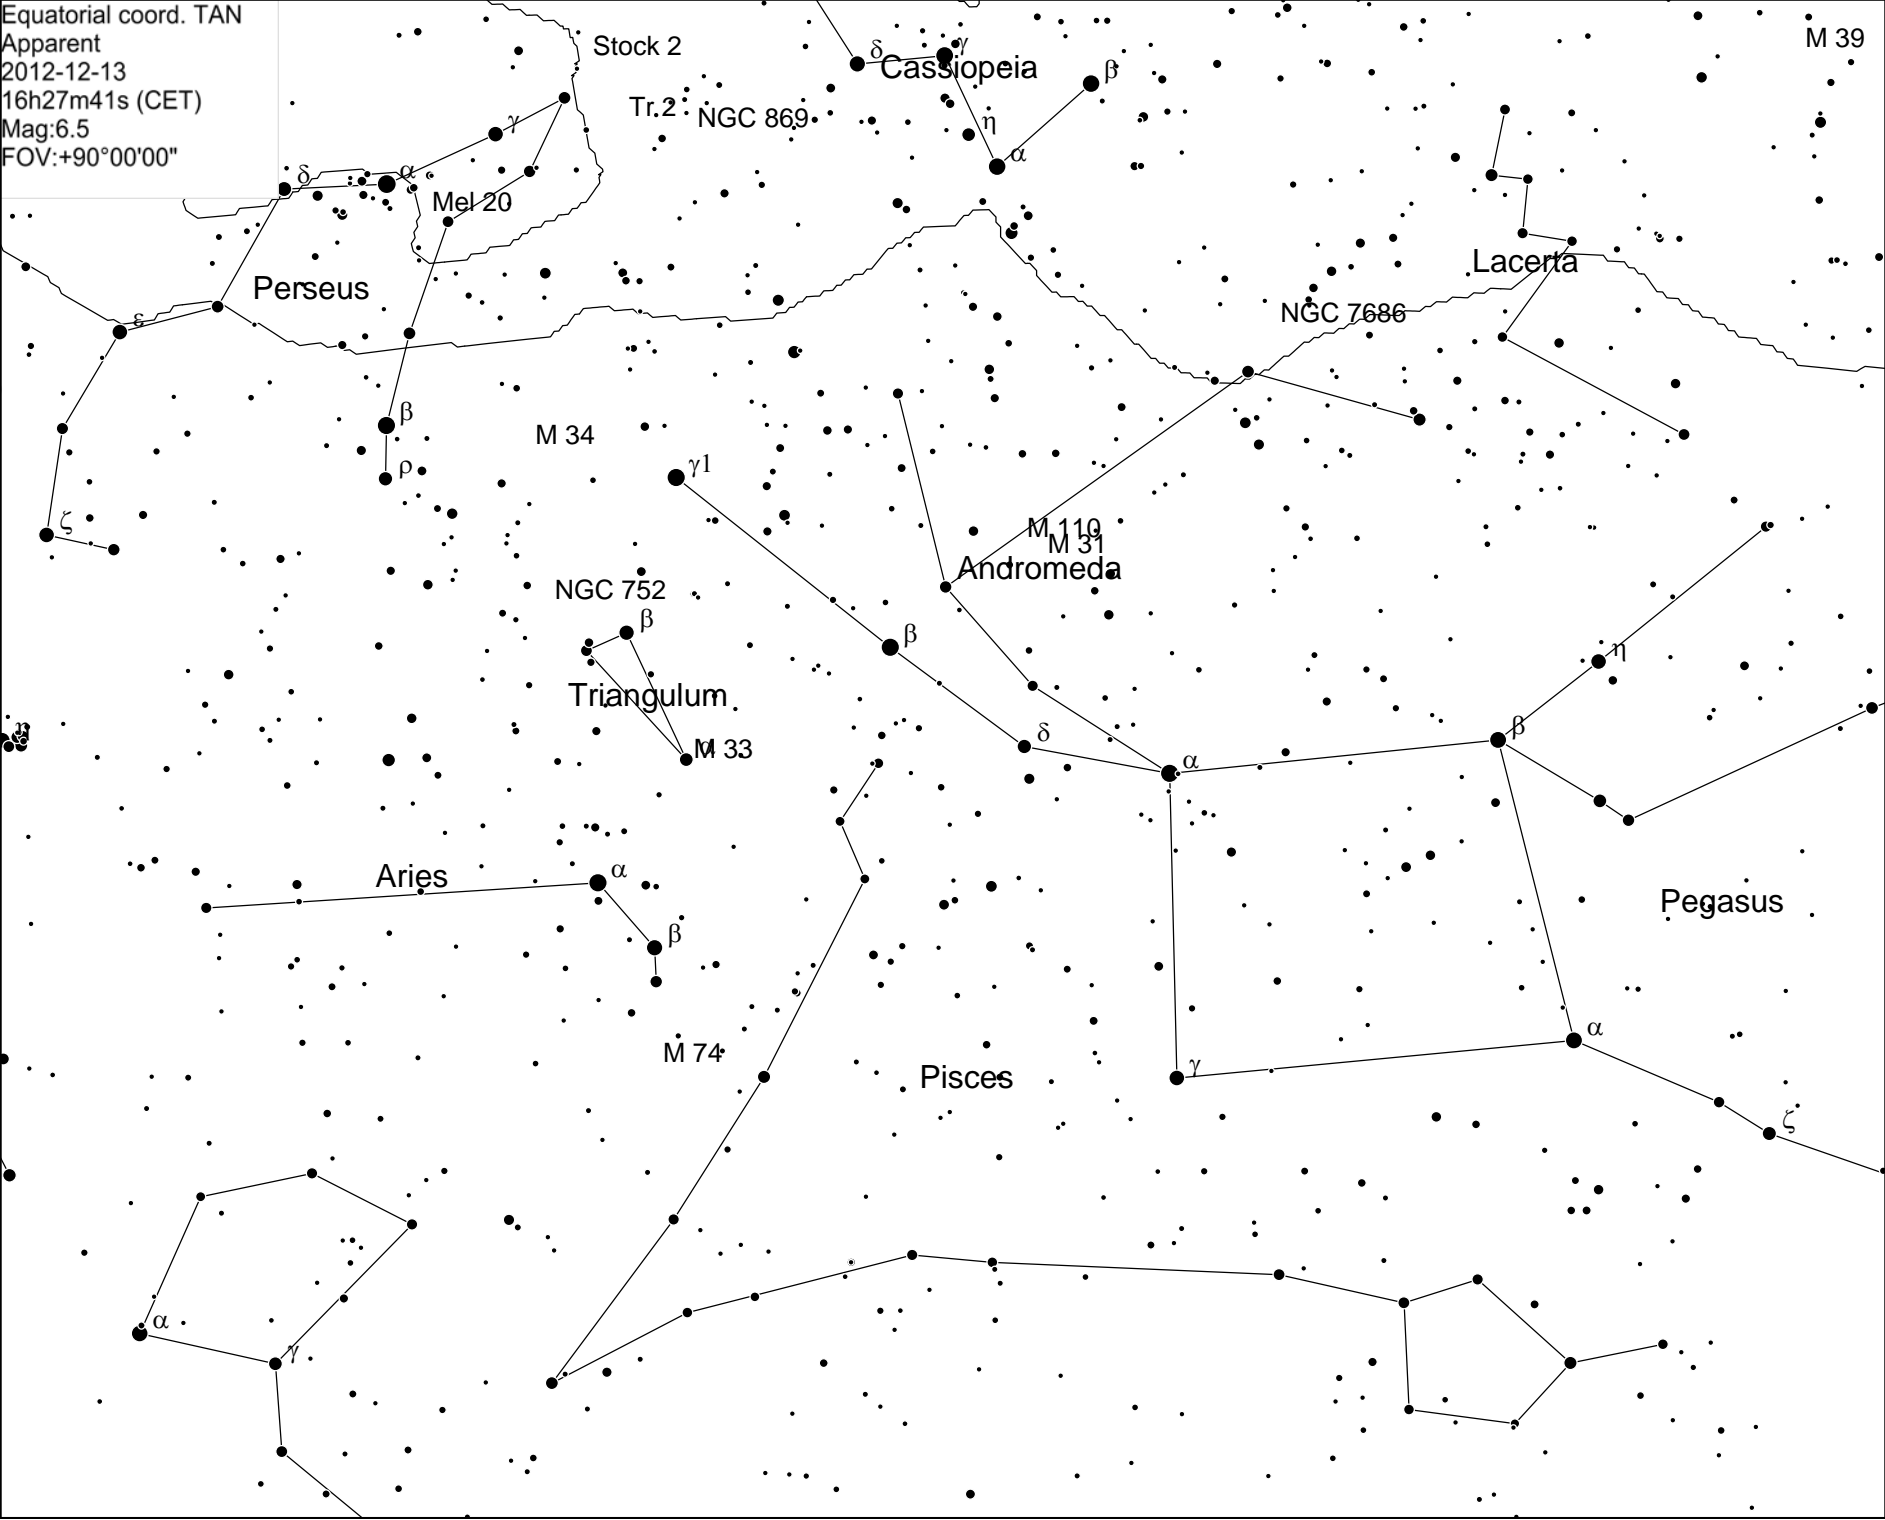 Equatorial coord. TAN
Apparent
2012-12-13
16h27m41s (CET)
Mag:6.5
FOV:+90°00'00"
Stock 2
δ
γ
Cassiopeia
β
M 39
Tr.2
NGC 869
γ
η
α
δ
α
Mel 20
Lacerta
Perseus
NGC 7686
ε
β
M 34
ρ
γ1
ζ
M 110
M 31
Andromeda
NGC 752
β
β
η
Triangulum
α
M 33
η
δ
β
α
Aries
α
Pegasus
β
α
M 74
Pisces
γ
ζ
α
γ